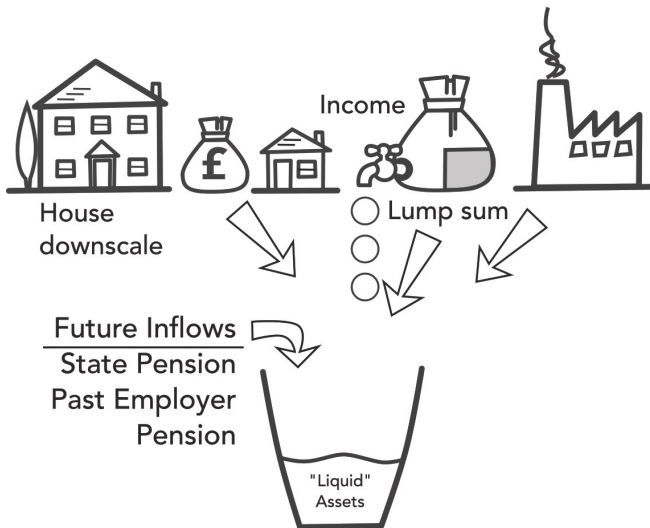 Income
£
House
downscale
Lump sum
Future Inflows
State Pension
Past Employer
Pension
"Liquid"
Assets